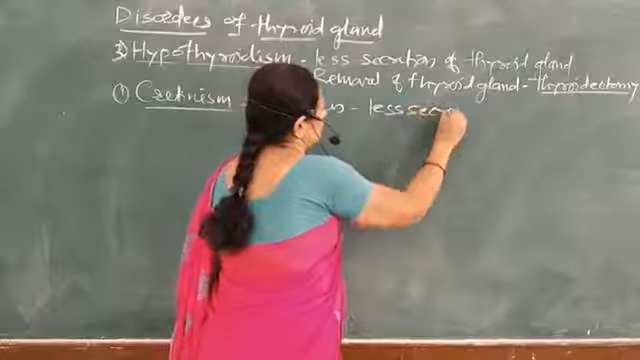 Disorders of thyroid gland
Hypothyroidism - less secretion of thyroid gland
Removal of thyroid gland - Thyroidectomy
① Cretinism - less sec